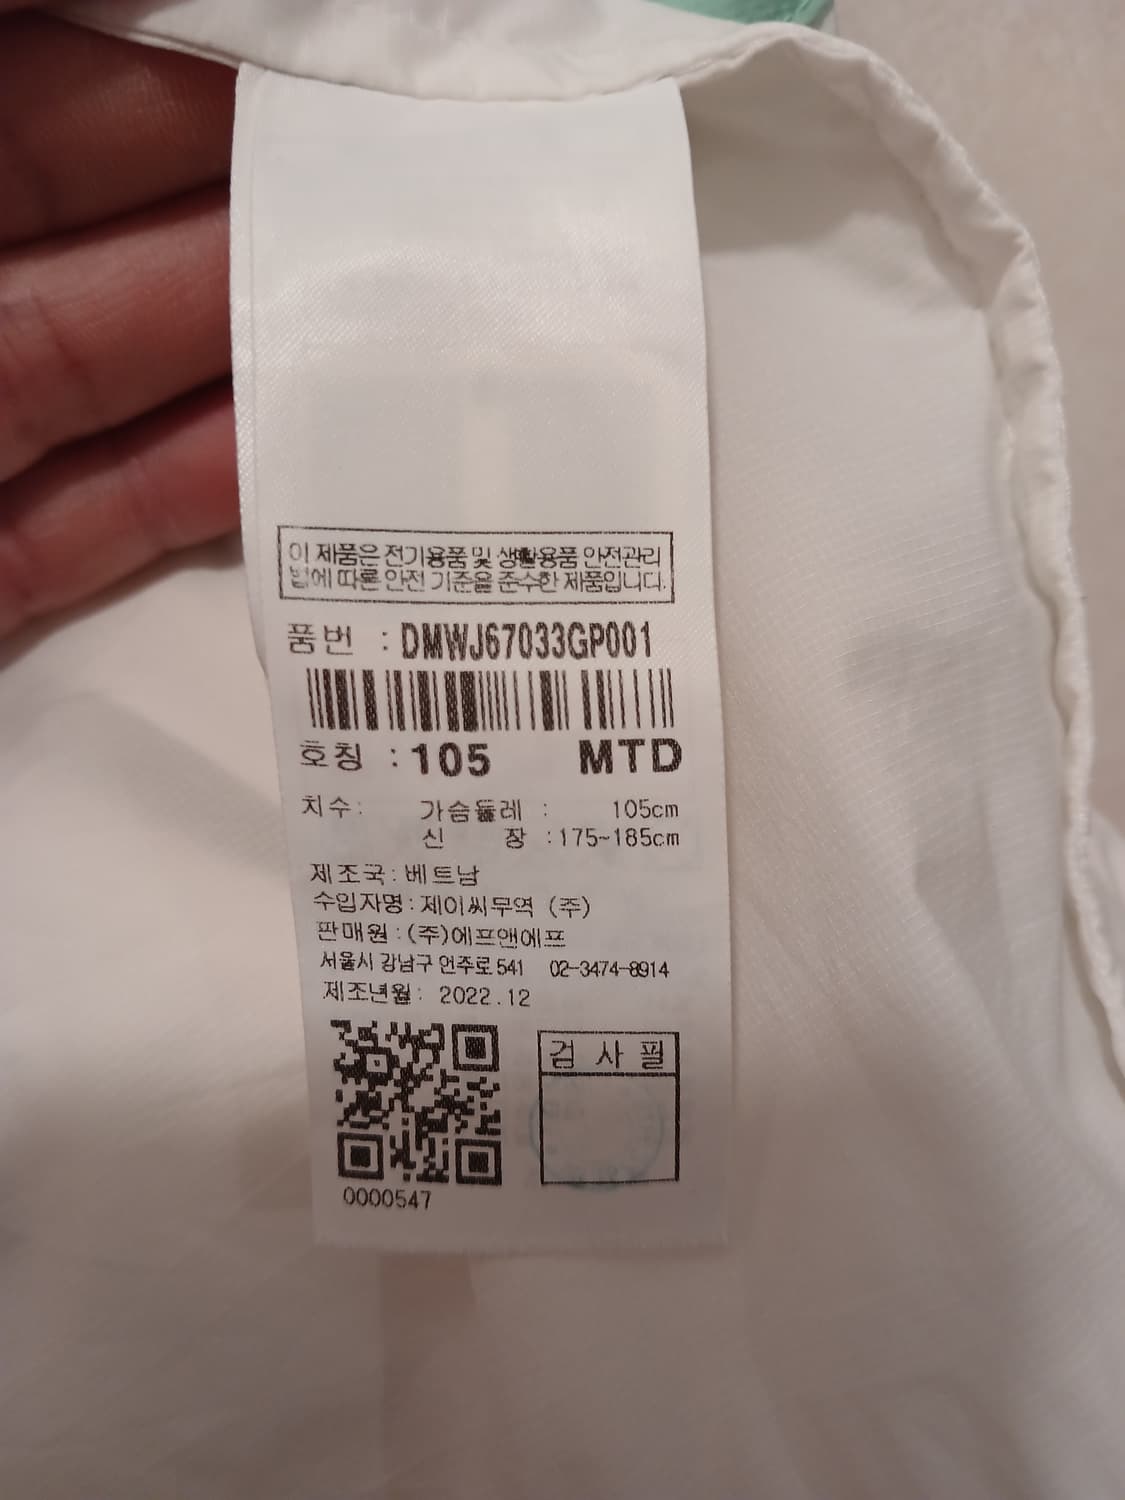 이 제품은 전기용품 및 생활용품 안전관리
법에 따른 안전 기준을 준수한 제품입니다.
품번 : DMWJ67033GP001
호칭 : 105 MTD
치수: 가슴둘레 : 105cm
신 장 : 175~185cm
제조국 : 베트남
수입자명 : 제이씨무역 (주)
판매원 : (주)에프앤에프
서울시 강남구 언주로 541 02-3474-8914
제조년월 : 2022.12
검 사 필
0000547